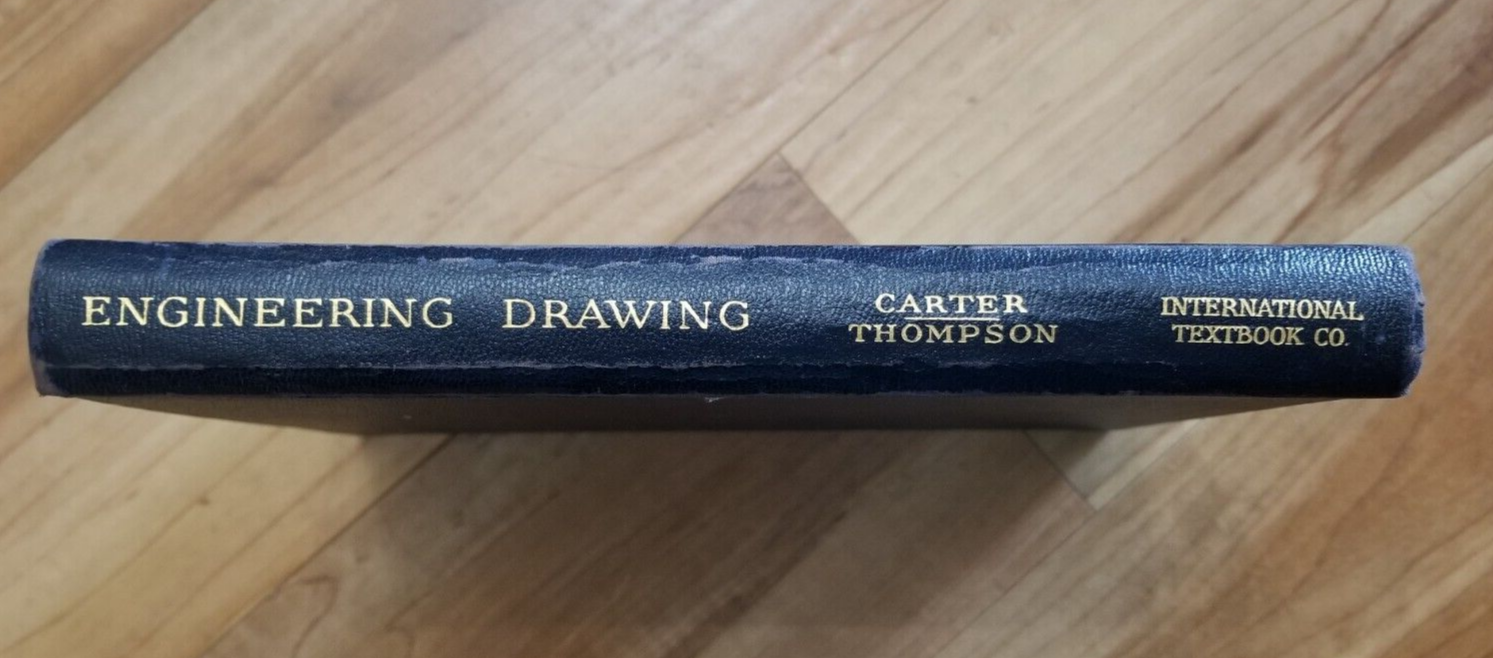 ENGINEERING DRAWING
CARTER
THOMPSON
INTERNATIONAL
TEXTBOOK CO.